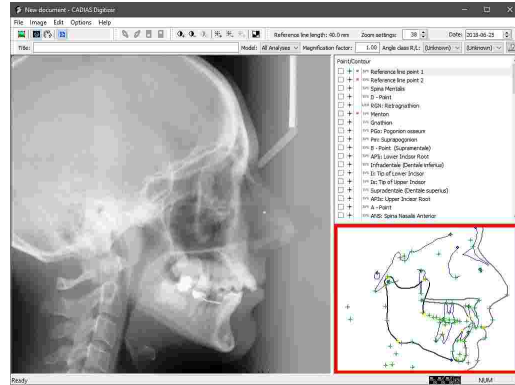 New document - CADIAS Digitizer
File Image Edit Options Help
Reference line length: 40.0 mm Zoom settings: 38 Date: 2018-06-25
Title: Model: All Analyses Magnification factor: 1.00 Angle class R/L: (Unknown) (Unknown)
Point/Contour
Reference line point 1
Reference line point 2
Spina Mentalis
D - Point
RGN: Retrognathion
Menton
Gnathion
PGo: Pogonion osseum
Pm: Suprapogonion
B - Point (Supramentale)
API: Lower Incisor Root
Infradentale (Dentale Inferius)
Ii: Tip of Lower Incisor
Is: Tip of Upper Incisor
Supradentale (Dentale superius)
APIs: Upper Incisor Root
A - Point
ANS: Spina Nasalis Anterior
Ready NUM